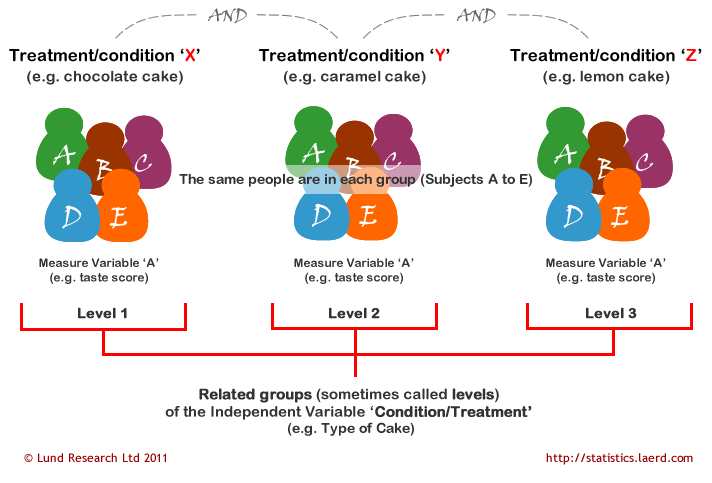 AND AND
Treatment/condition ‘X’ Treatment/condition ‘Y’ Treatment/condition ‘Z’
(e.g. chocolate cake) (e.g. caramel cake) (e.g. lemon cake)
A B C A B C A B C
The same people are in each group (Subjects A to E)
D E D E D E
Measure Variable ‘A’ Measure Variable ‘A’ Measure Variable ‘A’
(e.g. taste score) (e.g. taste score) (e.g. taste score)
Level 1 Level 2 Level 3
Related groups (sometimes called levels)
of the Independent Variable ‘Condition/Treatment’
(e.g. Type of Cake)
© Lund Research Ltd 2011 http://statistics.laerd.com